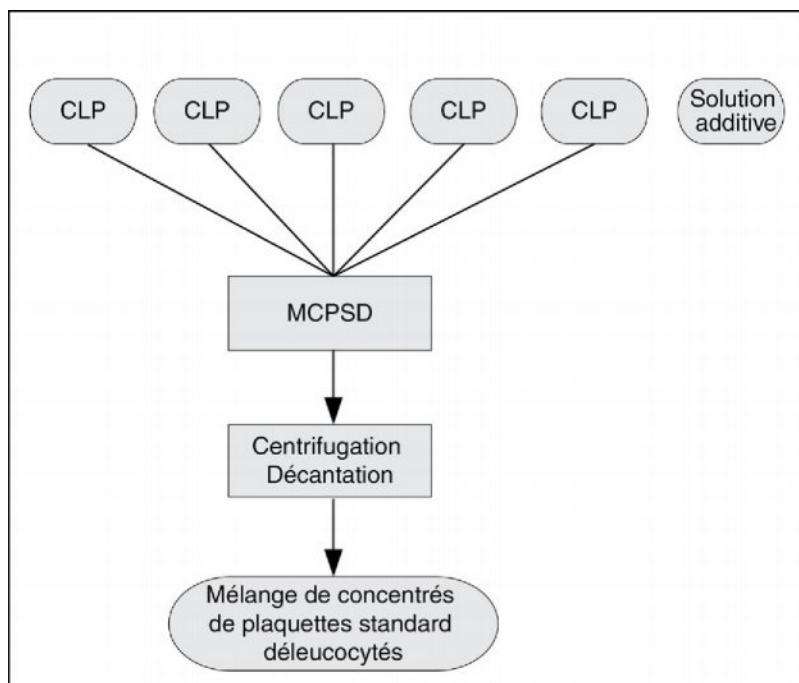 CLP
CLP
CLP
CLP
CLP
Solution
additive
MCPSD
Centrifugation
Décantation
Mélange de concentrés
de plaquettes standard
déleucocytés